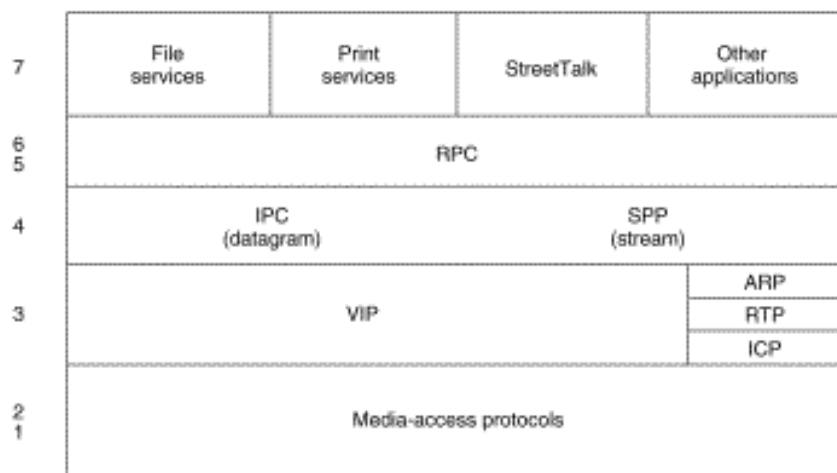 7
File
services
Print
services
StreetTalk
Other
applications
6
5
RPC
4
IPC
(datagram)
SPP
(stream)
3
VIP
ARP
RTP
ICP
2
1
Media-access protocols